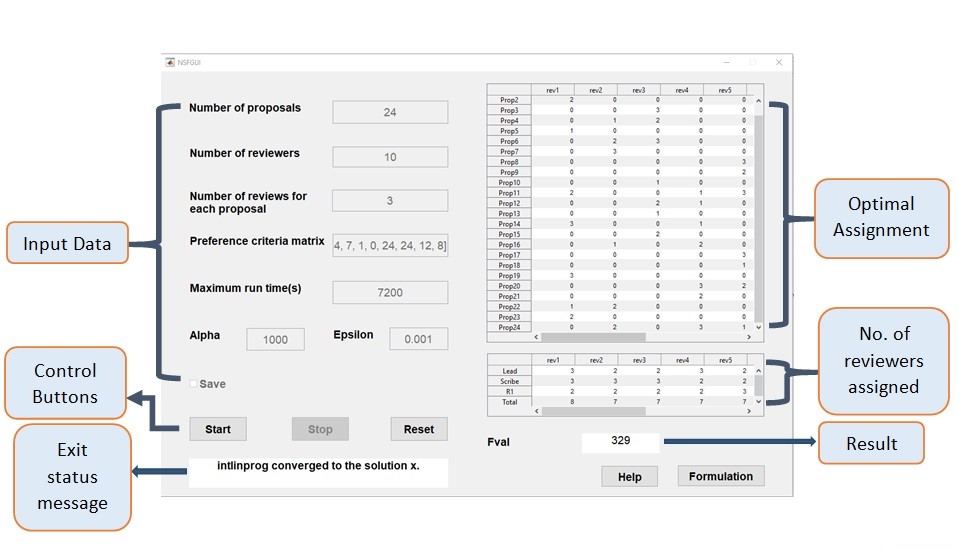 NSFGUI
Number of proposals
24
Number of reviewers
10
Number of reviews for
each proposal
3
Preference criteria matrix
4, 7, 1, 0, 24, 24, 12, 8]
Maximum run time(s)
7200
Alpha
1000
Epsilon
0.001
Save
Start
Stop
Reset
intlinprog converged to the solution x.
Input Data
Control
Buttons
Exit
status
message
rev1 rev2 rev3 rev4 rev5
Prop2 2 0 0 0 0
Prop3 0 0 3 0 0
Prop4 0 1 2 0 0
Prop5 1 0 0 0 0
Prop6 0 2 3 0 0
Prop7 0 3 0 0 0
Prop8 0 0 0 0 3
Prop9 0 0 0 0 2
Prop10 0 0 1 0 0
Prop11 2 0 0 1 3
Prop12 0 0 2 1 0
Prop13 0 0 1 0 0
Prop14 3 0 0 1 0
Prop15 0 0 2 0 0
Prop16 0 1 0 2 0
Prop17 0 0 0 0 3
Prop18 0 0 0 0 1
Prop19 3 0 0 0 0
Prop20 0 0 0 3 2
Prop21 0 0 0 2 0
Prop22 1 2 0 0 0
Prop23 2 0 0 0 0
Prop24 0 2 0 3 1
rev1 rev2 rev3 rev4 rev5
Lead 3 2 2 3 2
Scribe 3 3 3 2 2
R1 2 2 2 2 3
Total 8 7 7 7 7
Fval
329
Help
Formulation
Optimal
Assignment
No. of
reviewers
assigned
Result